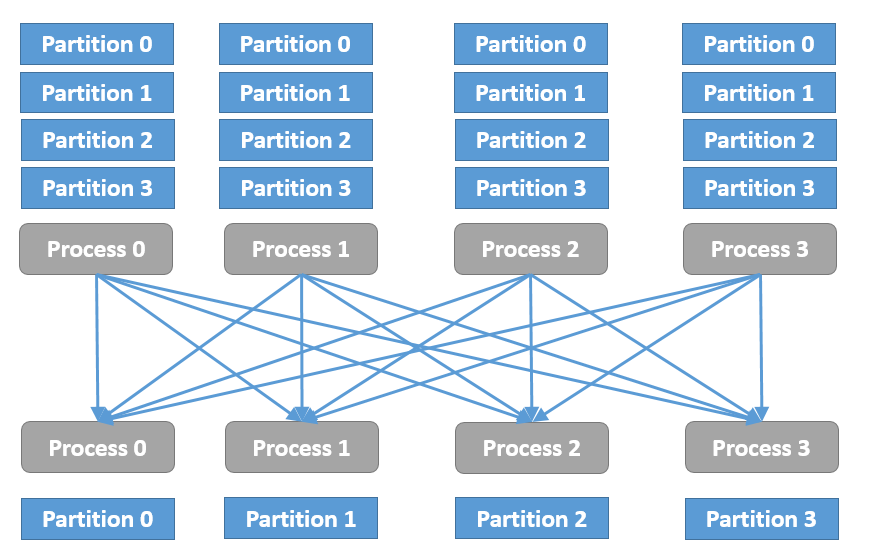 Partition 0 Partition 0 Partition 0 Partition 0
Partition 1 Partition 1 Partition 1 Partition 1
Partition 2 Partition 2 Partition 2 Partition 2
Partition 3 Partition 3 Partition 3 Partition 3
Process 0 Process 1 Process 2 Process 3
Process 0 Process 1 Process 2 Process 3
Partition 0 Partition 1 Partition 2 Partition 3